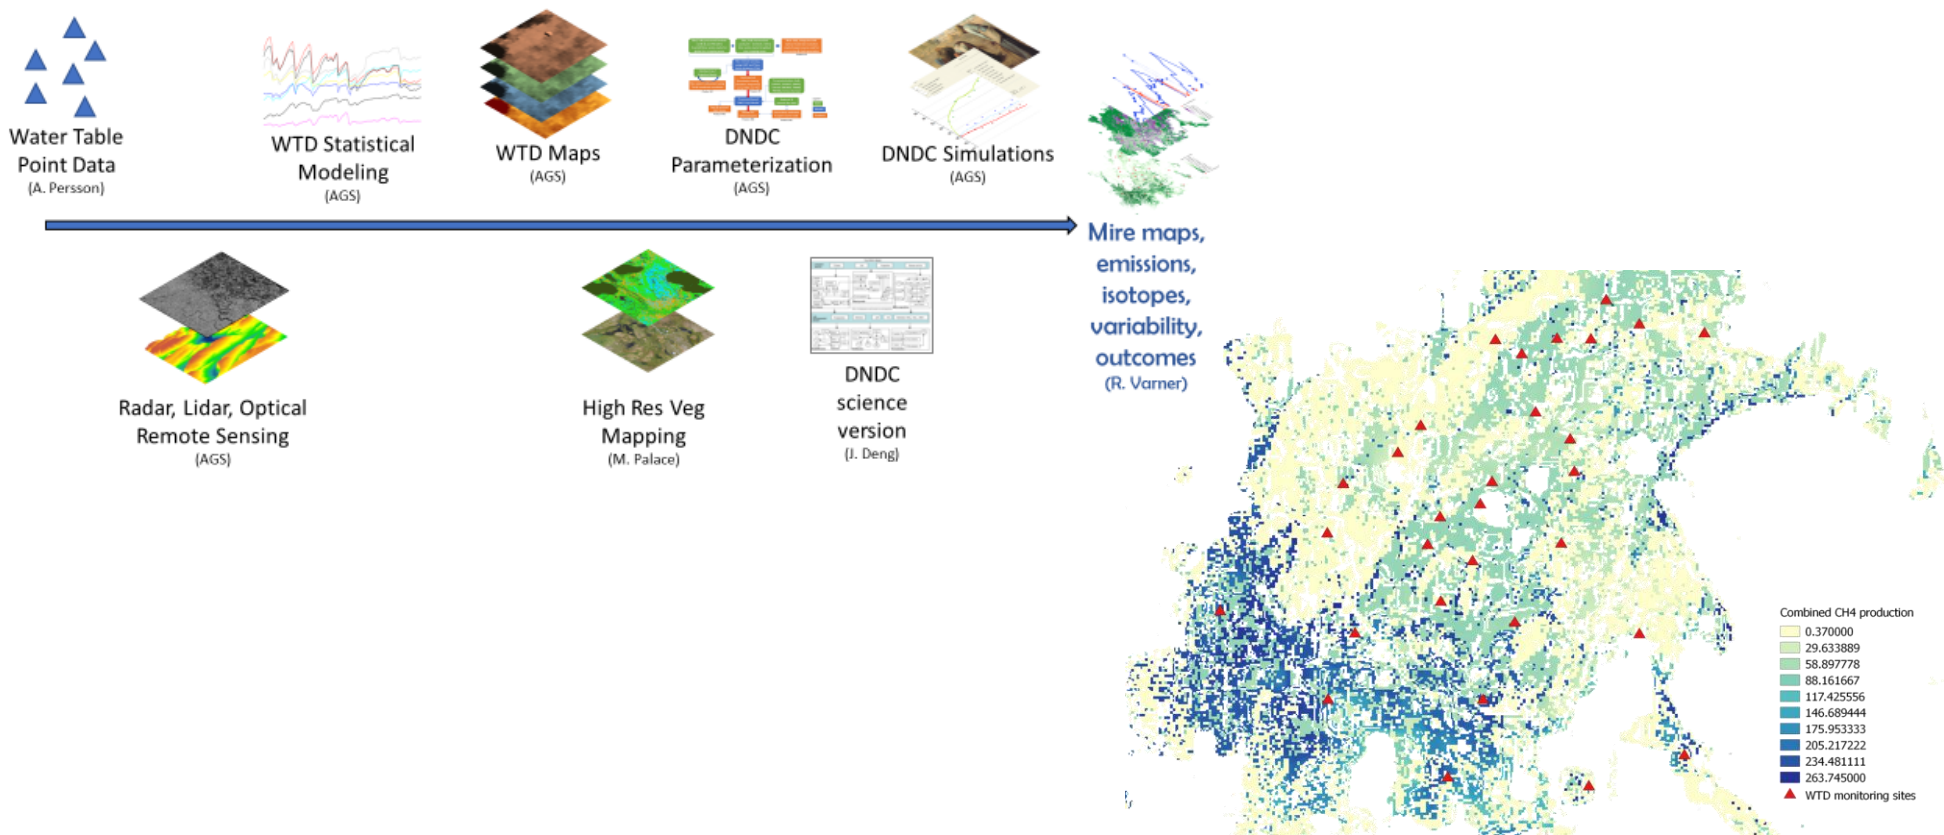 Water Table
Point Data
(A. Persson)
WTD Statistical
Modeling
(AGS)
WTD Maps
(AGS)
DNDC
Parameterization
(AGS)
DNDC Simulations
(AGS)
Mire maps,
emissions,
isotopes,
variability,
outcomes
(R. Varner)
Radar, Lidar, Optical
Remote Sensing
(AGS)
High Res Veg
Mapping
(M. Palace)
DNDC
science
version
(J. Deng)
Combined CH4 production
0.370000
29.633889
58.897778
88.161667
117.425556
146.689444
175.953333
205.217222
234.481111
263.745000
WTD monitoring sites